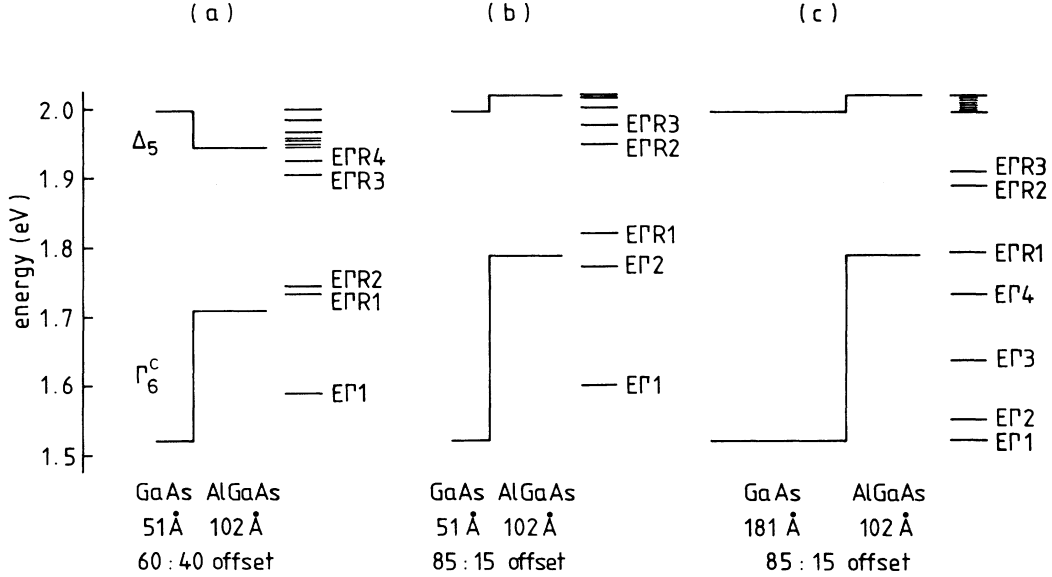 (a)
(b)
(c)
energy (eV)
2.0
1.9
1.8
1.7
1.6
1.5
Δ5
Γ6c
EΓR4
EΓR3
EΓR2
EΓR1
EΓ1
GaAs AlGaAs
51Å 102Å
60:40 offset
EΓR3
EΓR2
EΓR1
EΓ2
EΓ1
GaAs AlGaAs
51Å 102Å
85:15 offset
EΓR3
EΓR2
EΓR1
EΓ4
EΓ3
EΓ2
EΓ1
GaAs AlGaAs
181Å 102Å
85:15 offset